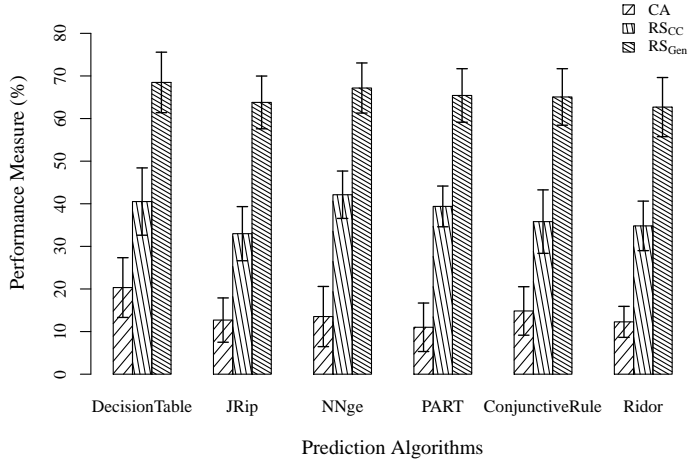 CA
RS_CC
RS_Gen
Performance Measure (%)
80
70
60
50
40
30
20
10
0
DecisionTable JRip NNge PART ConjunctiveRule Ridor
Prediction Algorithms